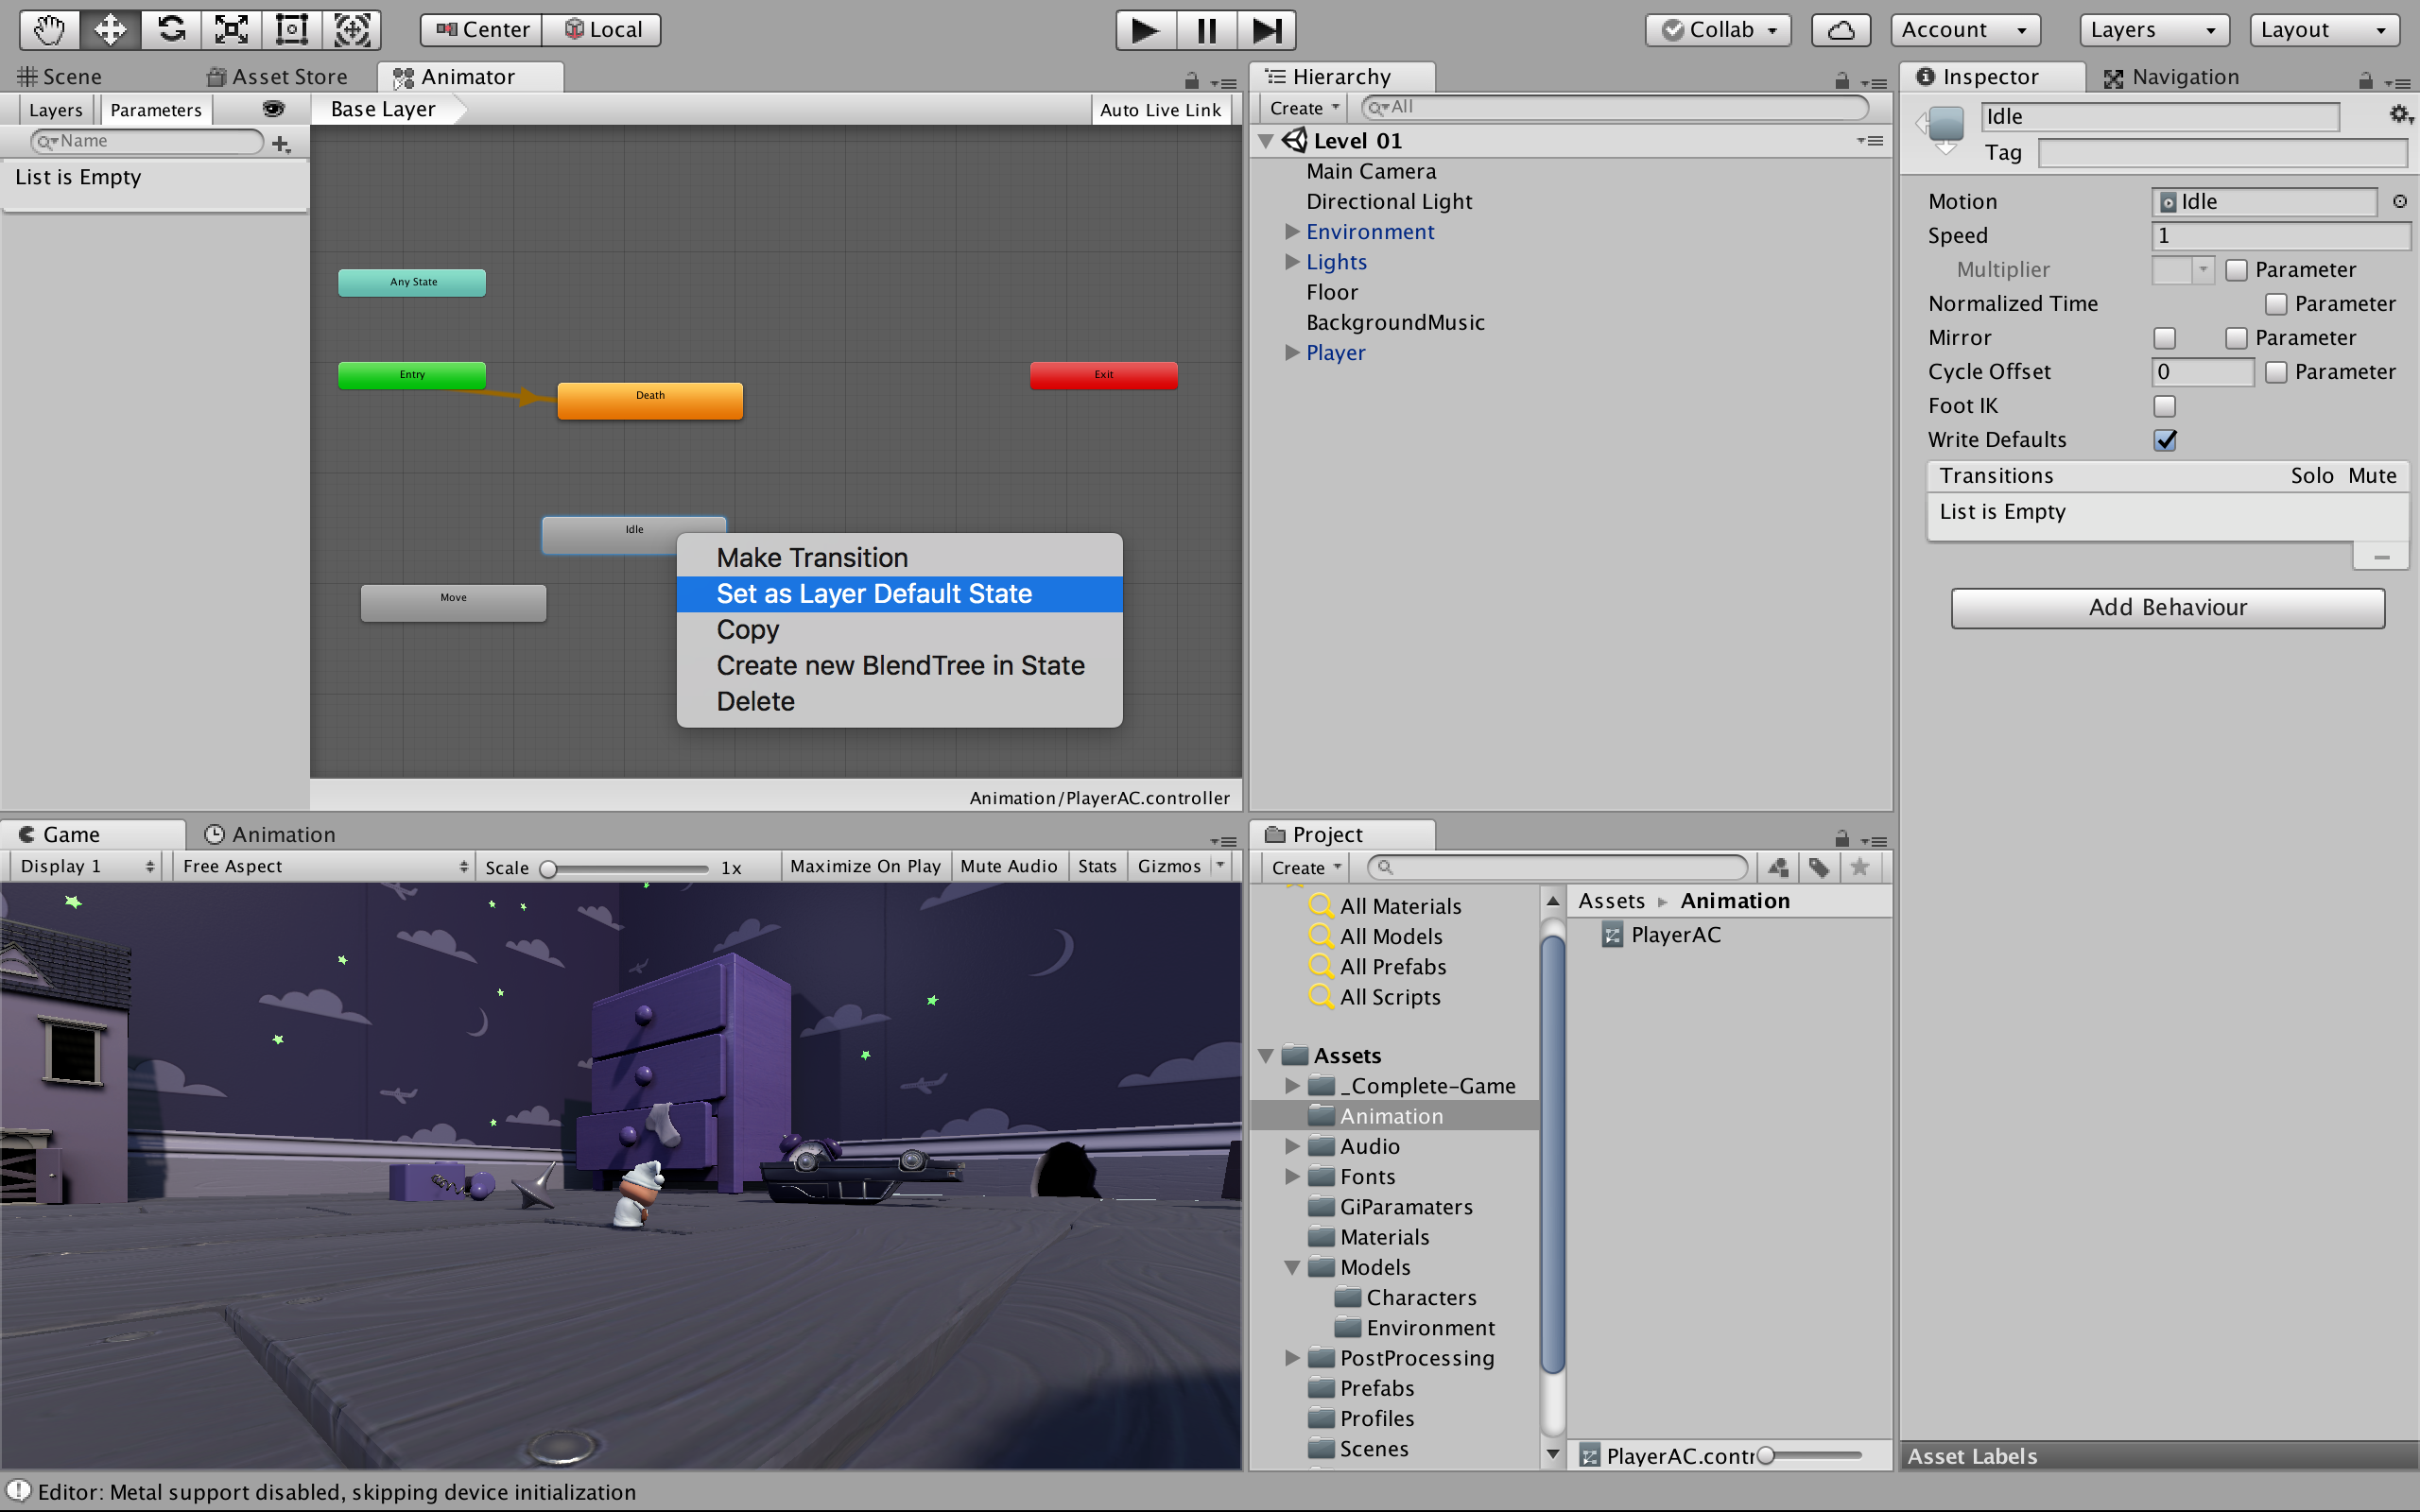 Center Local Collab Account Layers Layout
Scene Asset Store Animator
Layers Parameters Base Layer Auto Live Link
Name
List is Empty
Any State
Entry
Death
Exit
Idle
Move
Make Transition
Set as Layer Default State
Copy
Create new BlendTree in State
Delete
Animation/PlayerAC.controller
Hierarchy
Create All
Level 01
Main Camera
Directional Light
Environment
Lights
Floor
BackgroundMusic
Player
Inspector Navigation
Idle
Tag
Motion Idle
Speed 1
Multiplier Parameter
Normalized Time Parameter
Mirror Parameter
Cycle Offset 0 Parameter
Foot IK
Write Defaults
Transitions Solo Mute
List is Empty
Add Behaviour
Game Animation
Display 1 Free Aspect Scale 1x Maximize On Play Mute Audio Stats Gizmos
Project
Create
All Materials
All Models
All Prefabs
All Scripts
Assets
_Complete-Game
Animation
Audio
Fonts
GiParamaters
Materials
Models
Characters
Environment
PostProcessing
Prefabs
Profiles
Scenes
Assets Animation
PlayerAC
PlayerAC.contr
Asset Labels
Editor: Metal support disabled, skipping device initialization